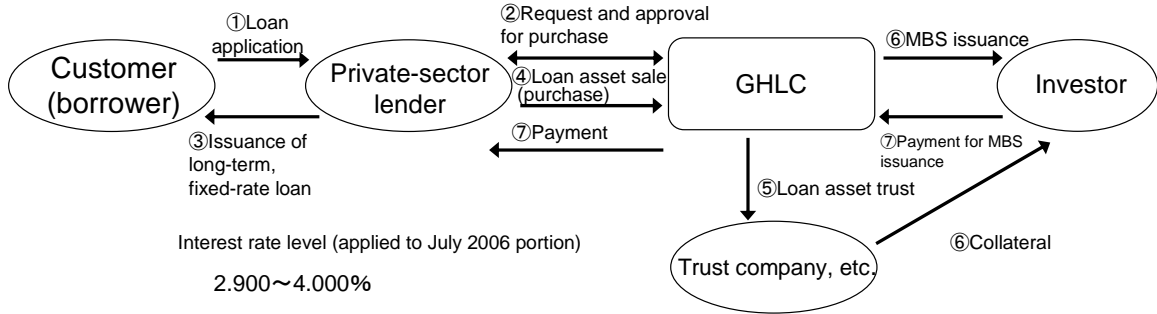 ①Loan
application
②Request and approval
for purchase
⑥MBS issuance
Customer
(borrower)
Private-sector
lender
④Loan asset sale
(purchase)
GHLC
Investor
③Issuance of
long-term,
fixed-rate loan
⑦Payment
⑦Payment for MBS
issuance
⑤Loan asset trust
Interest rate level (applied to July 2006 portion)
2.900～4.000%
Trust company, etc.
⑥Collateral